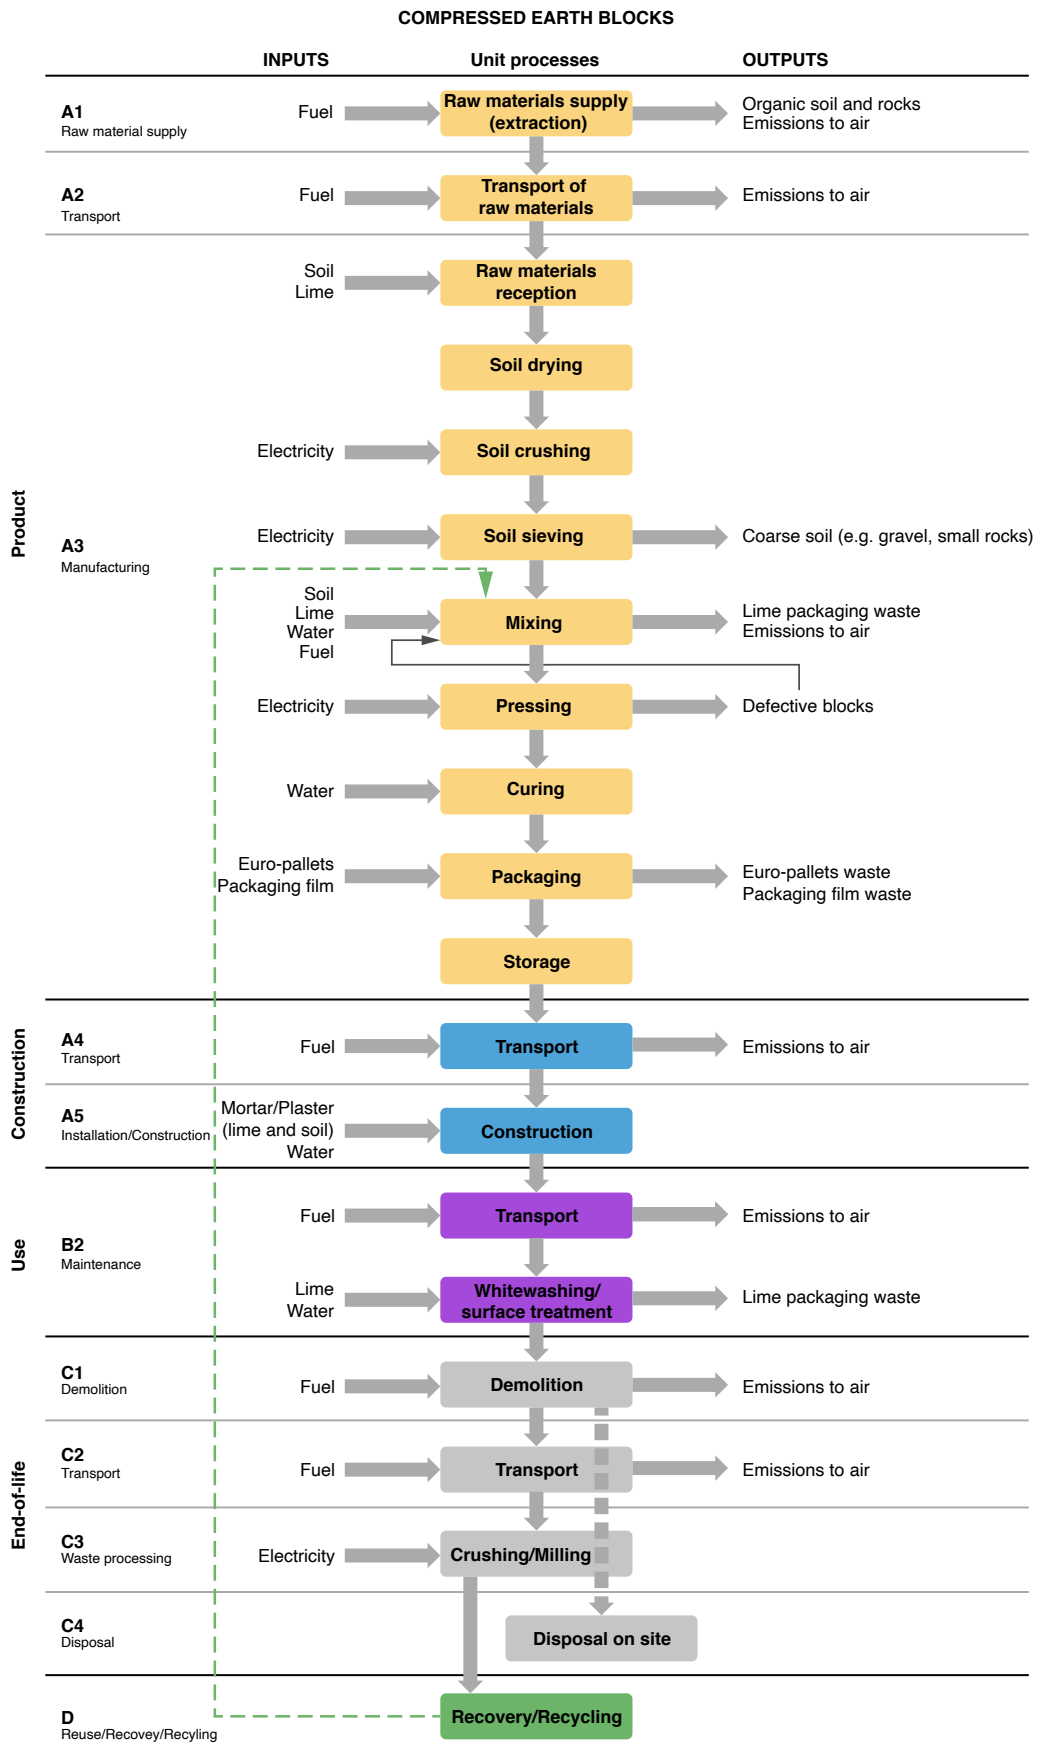 COMPRESSED EARTH BLOCKS
INPUTS
Unit processes
OUTPUTS
Product
A1
Raw material supply
Fuel
Raw materials supply
(extraction)
Organic soil and rocks
Emissions to air
A2
Transport
Fuel
Transport of
raw materials
Emissions to air
A3
Manufacturing
Soil
Lime
Raw materials
reception
Soil drying
Electricity
Soil crushing
Electricity
Soil sieving
Coarse soil (e.g. gravel, small rocks)
Soil
Lime
Water
Fuel
Mixing
Lime packaging waste
Emissions to air
Electricity
Pressing
Defective blocks
Water
Curing
Euro-pallets
Packaging film
Packaging
Euro-pallets waste
Packaging film waste
Storage
Construction
A4
Transport
Fuel
Transport
Emissions to air
A5
Installation/Construction
Mortar/Plaster
(lime and soil)
Water
Construction
Use
B2
Maintenance
Fuel
Transport
Emissions to air
Lime
Water
Whitewashing/
surface treatment
Lime packaging waste
End-of-life
C1
Demolition
Fuel
Demolition
Emissions to air
C2
Transport
Fuel
Transport
Emissions to air
C3
Waste processing
Electricity
Crushing/Milling
C4
Disposal
Disposal on site
D
Reuse/Recovey/Recyling
Recovery/Recycling